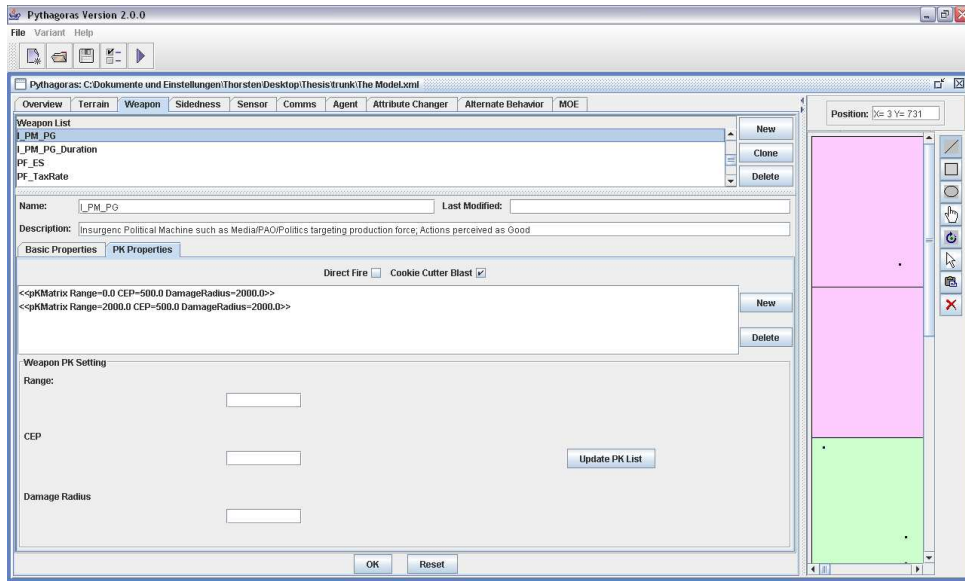 Pythagoras Version 2.0.0
File Variant Help
Pythagoras: C:\Dokumente und Einstellungen\Thorsten\Desktop\Thesis\trunk\The Model.xml
Overview Terrain Weapon Sidedness Sensor Comms Agent Attribute Changer Alternate Behavior MOE
Position: X= 3 Y= 731
Weapon List
I_PM_PG
I_PM_PG_Duration
PF_ES
PF_TaxRate
New
Clone
Delete
Name: I_PM_PG Last Modified:
Description: Insurgenc Political Machine such as Media/PAO/Politics targeting production force; Actions perceived as Good
Basic Properties PK Properties
Direct Fire Cookie Cutter Blast
<<pKMatrix Range=0.0 CEP=500.0 DamageRadius=2000.0>>
<<pKMatrix Range=2000.0 CEP=500.0 DamageRadius=2000.0>>
New
Delete
Weapon PK Setting
Range:
CEP
Update PK List
Damage Radius
OK Reset